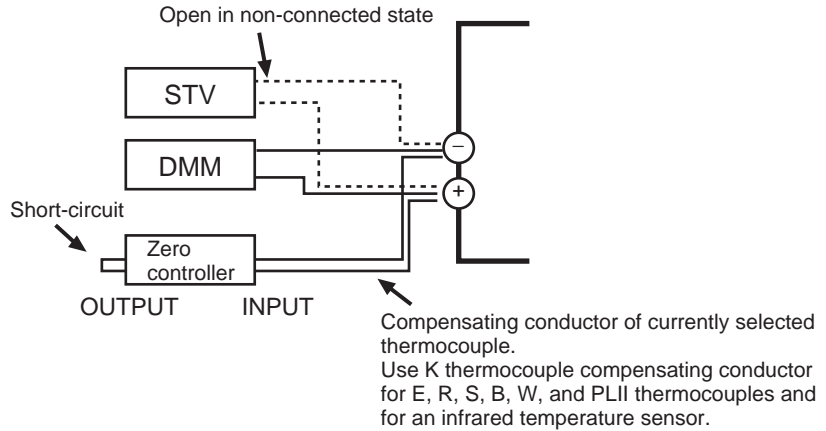 Open in non-connected state
STV
DMM
−
+
Short-circuit
Zero
controller
OUTPUT
INPUT
Compensating conductor of currently selected
thermocouple.
Use K thermocouple compensating conductor
for E, R, S, B, W, and PLII thermocouples and
for an infrared temperature sensor.